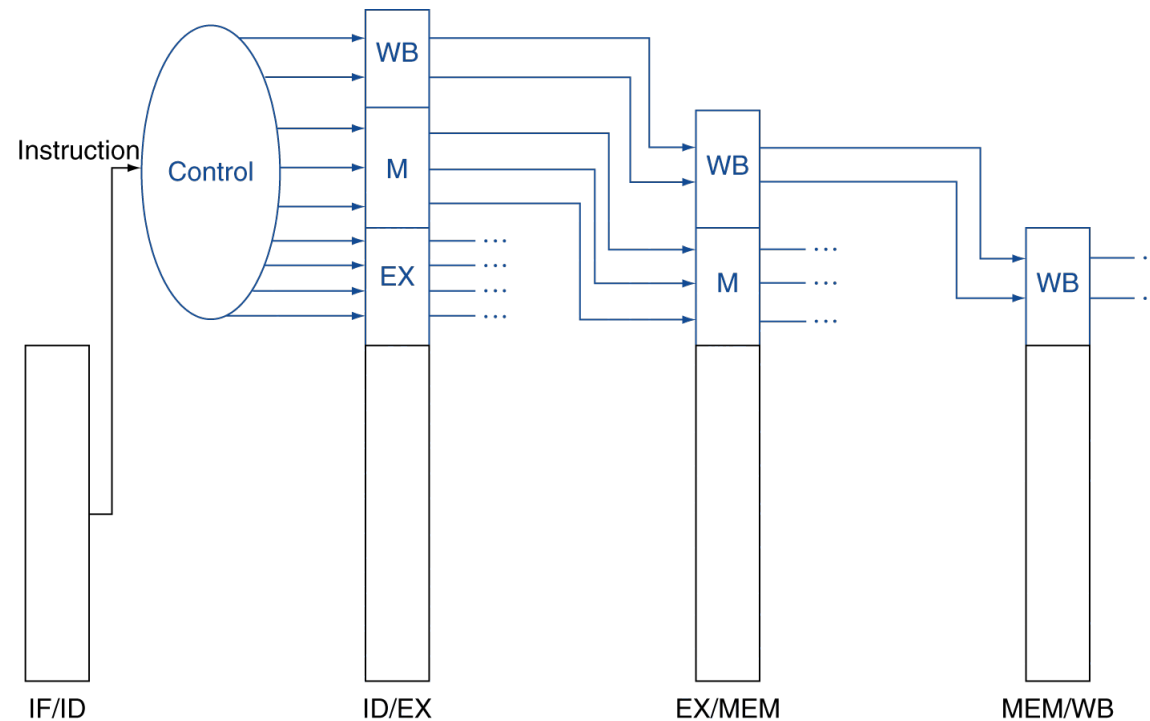 WB
Instruction
Control
M
WB
EX
...
...
...
...
M
...
...
...
WB
.
.
IF/ID
ID/EX
EX/MEM
MEM/WB